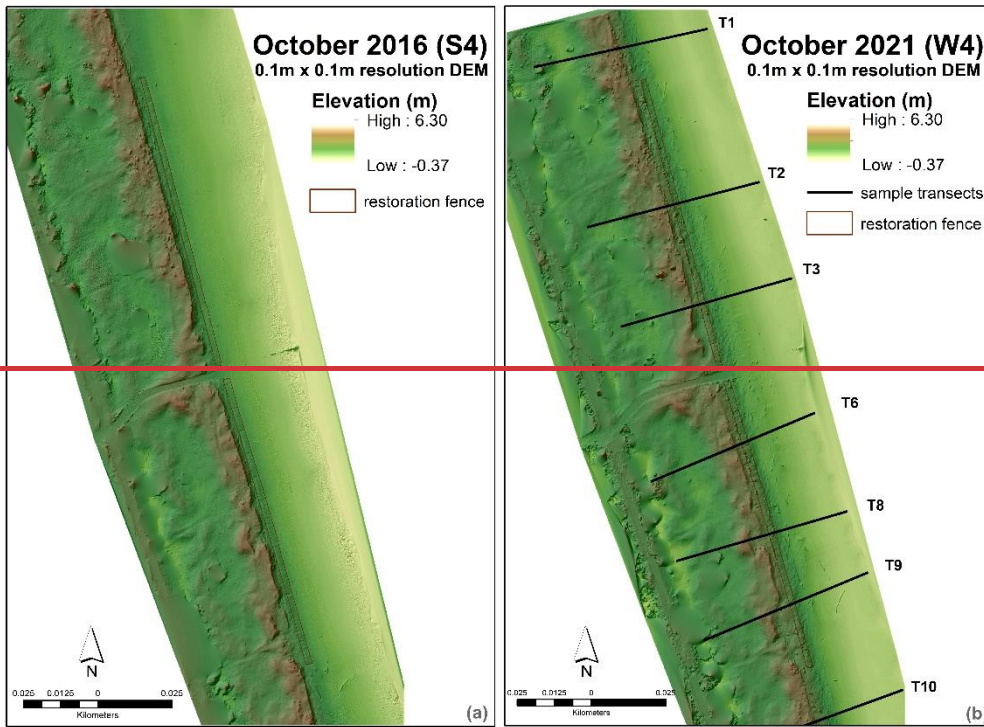 October 2016 (S4)
0.1m x 0.1m resolution DEM
Elevation (m)
High : 6.30
Low : -0.37
restoration fence
N
0.025 0.0125 0 0.025
Kilometers
(a)
T1
October 2021 (W4)
0.1m x 0.1m resolution DEM
Elevation (m)
High : 6.30
Low : -0.37
sample transects
restoration fence
T2
T3
T6
T8
T9
T10
N
0.025 0.0125 0 0.025
Kilometers
(b)